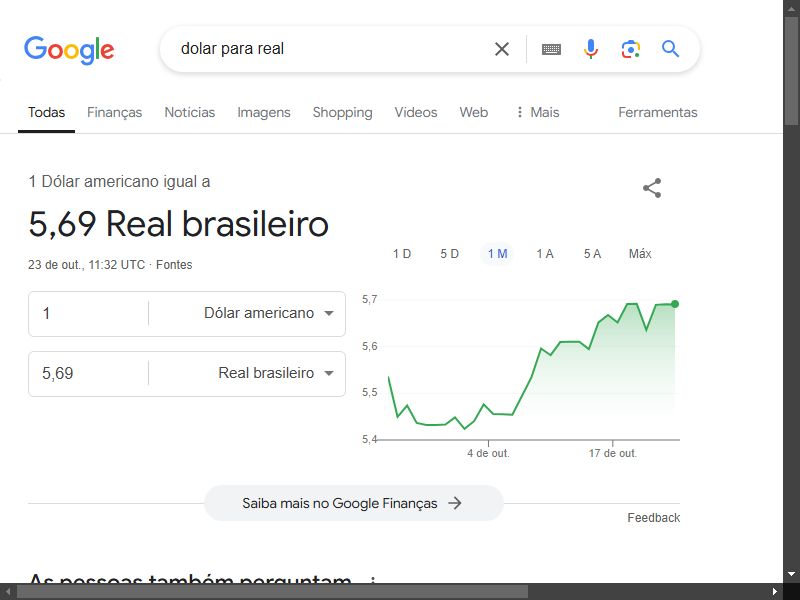 Google
dolar para real
Todas Finanças Notícias Imagens Shopping Vídeos Web Mais Ferramentas
1 Dólar americano igual a
5,69 Real brasileiro
23 de out., 11:32 UTC · Fontes
1 D 5 D 1 M 1 A 5 A Máx
1 Dólar americano
5,69 Real brasileiro
5,7
5,6
5,5
5,4
4 de out. 17 de out.
Saiba mais no Google Finanças
Feedback
As pessoas também perguntam